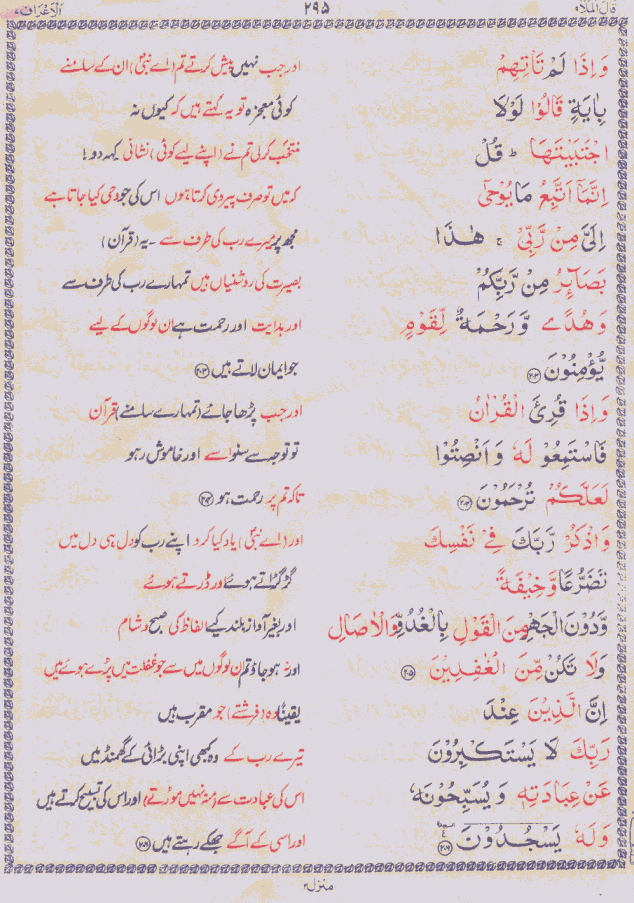 قَالَ الْمَلَاُ ۹ ۲۹۵ اَلْاَعْرَاف ۷
وَاِذَا لَمْ تَاْتِهِمْ اور جب نہیں پیش کرتے تم (اے نبیؐ) ان کے سامنے
بِاٰيَةٍ قَالُوْا لَوْلَا کوئی معجزہ تو یہ کہتے ہیں کہ کیوں نہ
اجْتَبَيْتَهَا ؕ قُلْ منتخب کرلی تم نے (اپنے لیے کوئی) نشانی کہہ دو!
اِنَّمَاۤ اَتَّبِعُ مَا يُوْحٰۤى کہ میں تو صرف پیروی کرتا ہوں اس کی جو وحی کیا جاتا ہے
اِلَىَّ مِنْ رَّبِّىْ ۚ هٰذَا مجھ پر میرے رب کی طرف سے ۔ یہ (قرآن)
بَصَآئِرُ مِنْ رَّبِّكُمْ بصیرت کی روشنیاں ہیں تمہارے رب کی طرف سے
وَهُدًى وَّرَحْمَةٌ لِّقَوْمٍ اور ہدایت اور رحمت ہے ان لوگوں کے لیے
يُّؤْمِنُوْنَ ﴿۲۰۳﴾ جو ایمان لاتے ہیں ﴿۲۰۳﴾
وَاِذَا قُرِئَ الْقُرْاٰنُ اور جب پڑھا جائے (تمہارے سامنے) قرآن
فَاسْتَمِعُوْا لَهٗ وَاَنْصِتُوْا تو توجہ سے سنو اسے اور خاموش رہو
لَعَلَّكُمْ تُرْحَمُوْنَ ﴿۲۰۴﴾ تاکہ تم پر رحمت ہو ﴿۲۰۴﴾
وَاذْكُرْ رَّبَّكَ فِىْ نَفْسِكَ اور (اے نبیؐ) یاد کیا کرو اپنے رب کو دل ہی دل میں
تَضَرُّعًا وَّخِيْفَةً گڑگڑاتے ہوئے اور ڈرتے ہوئے
وَّدُوْنَ الْجَهْرِ مِنَ الْقَوْلِ بِالْغُدُوِّ وَالْاٰصَالِ اور بغیر آواز بلند کیے الفاظ کی صبح و شام
وَلَا تَكُنْ مِّنَ الْغٰفِلِيْنَ ﴿۲۰۵﴾ اور نہ ہو جاؤ تم ان لوگوں میں سے جو غفلت میں پڑے ہوئے ہیں
اِنَّ الَّذِيْنَ عِنْدَ یقیناً وہ (فرشتے) جو مقرب ہیں
رَبِّكَ لَا يَسْتَكْبِرُوْنَ تیرے رب کے وہ کبھی اپنی بڑائی کے گھمنڈ میں
عَنْ عِبَادَتِهٖ وَيُسَبِّحُوْنَهٗ اس کی عبادت سے (منہ نہیں موڑتے) اور اس کی تسبیح کرتے ہیں
وَلَهٗ يَسْجُدُوْنَ ﴿۲۰۶﴾ اور اسی کے آگے جھکے رہتے ہیں ﴿۲۰۶﴾
منزل ۲